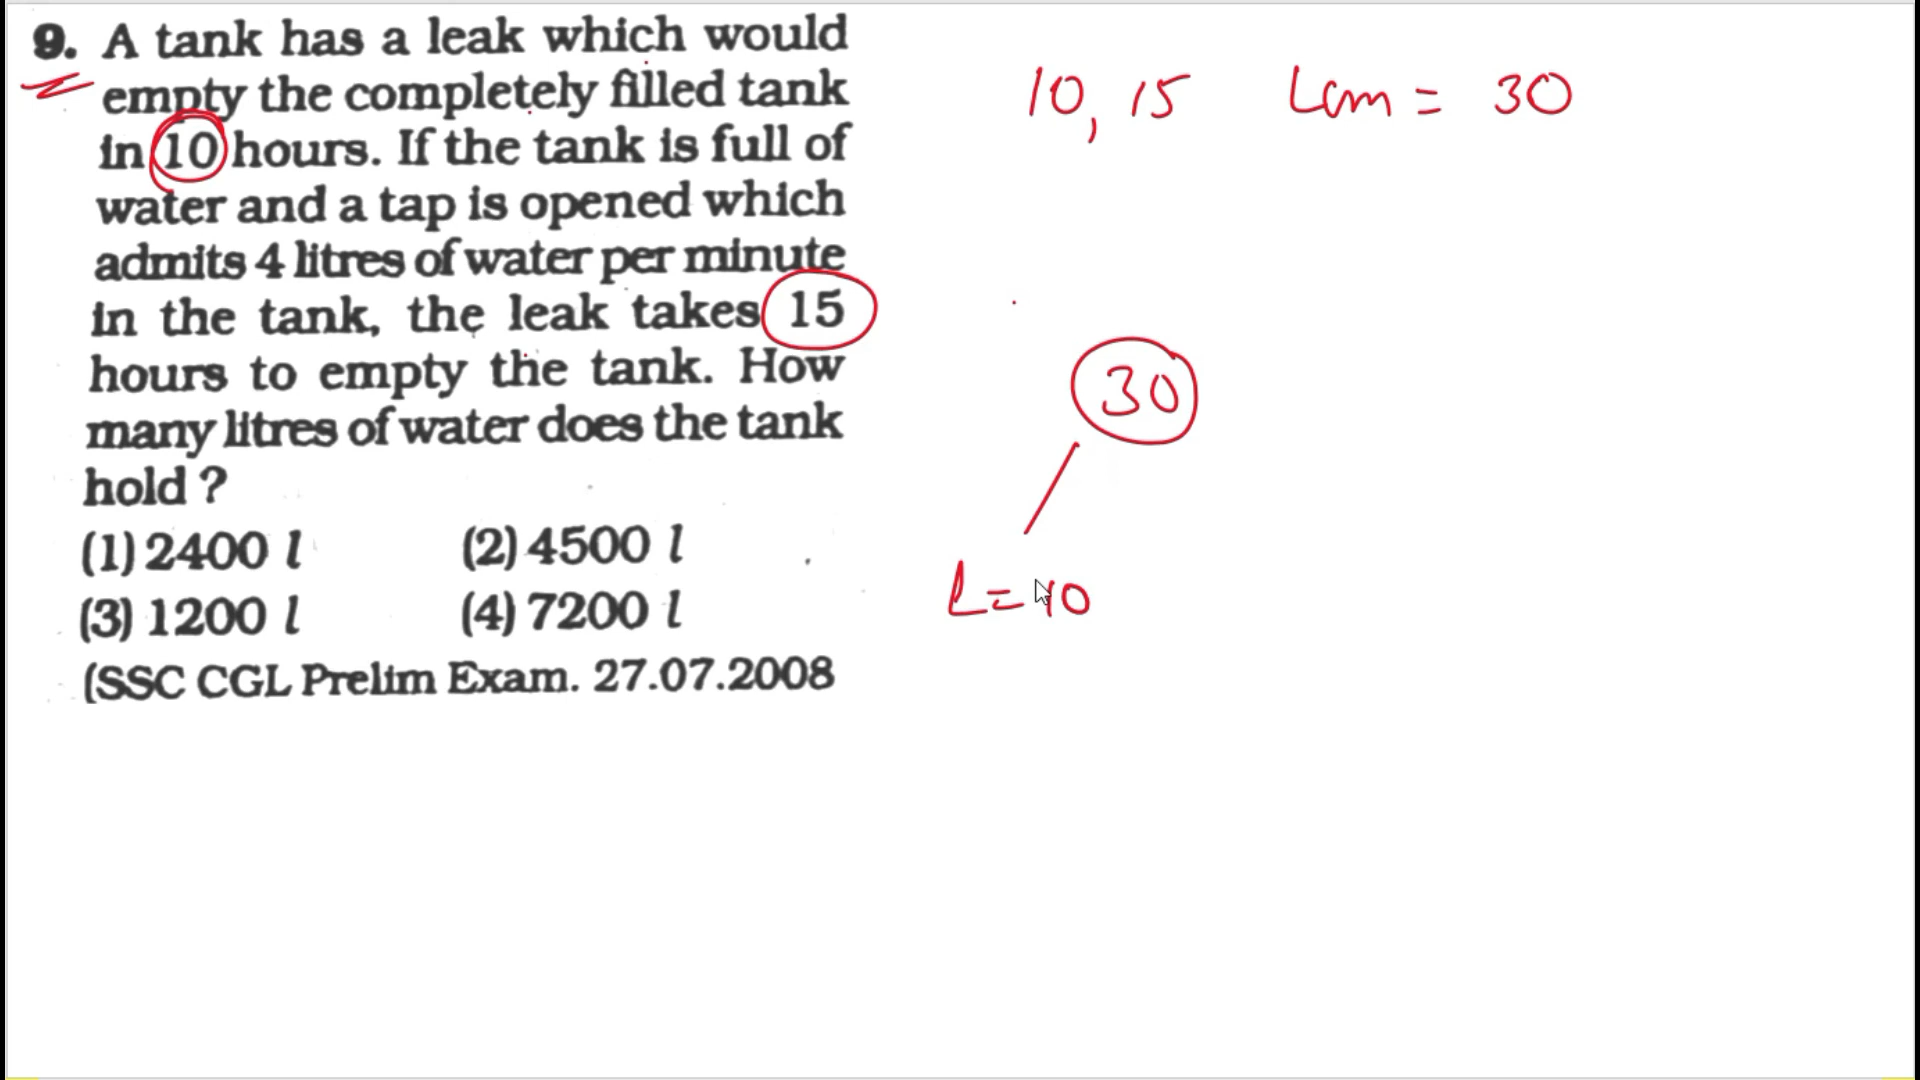 9. A tank has a leak which would
empty the completely filled tank
in 10 hours. If the tank is full of
water and a tap is opened which
admits 4 litres of water per minute
in the tank, the leak takes 15
hours to empty the tank. How
many litres of water does the tank
hold ?
(1) 2400 l (2) 4500 l
(3) 1200 l (4) 7200 l
(SSC CGL Prelim Exam. 27.07.2008
10, 15 Lcm = 30
30
L=10